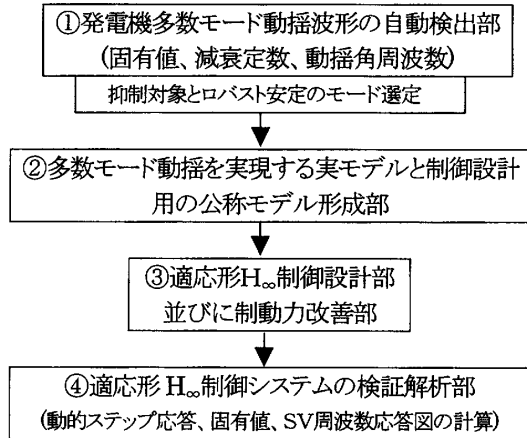 ①発電機多数モード動揺波形の自動検出部
(固有値、減衰定数、動揺角周波数)
抑制対象とロバスト安定のモード選定
②多数モード動揺を実現する実モデルと制御設計
用の公称モデル形成部
③適応形H∞制御設計部
並びに制動力改善部
④適応形 H∞制御システムの検証解析部
(動的ステップ応答、固有値、SV周波数応答図の計算)